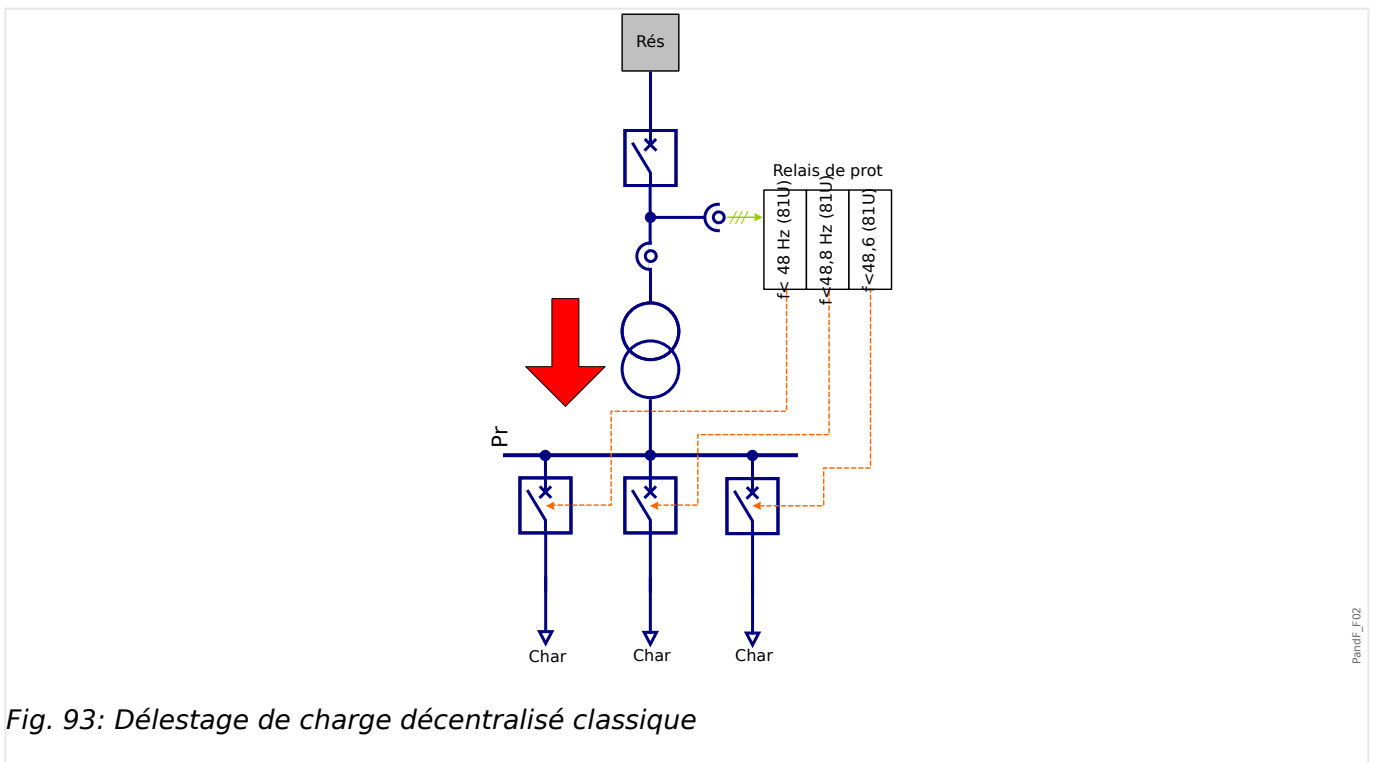 Rés
Relais de prot
f< 48 Hz (81U)
f<48,8 Hz (81U)
f<48,6 (81U)
Pr
Char
Char
Char
PandF_F02
Fig. 93: Délestage de charge décentralisé classique